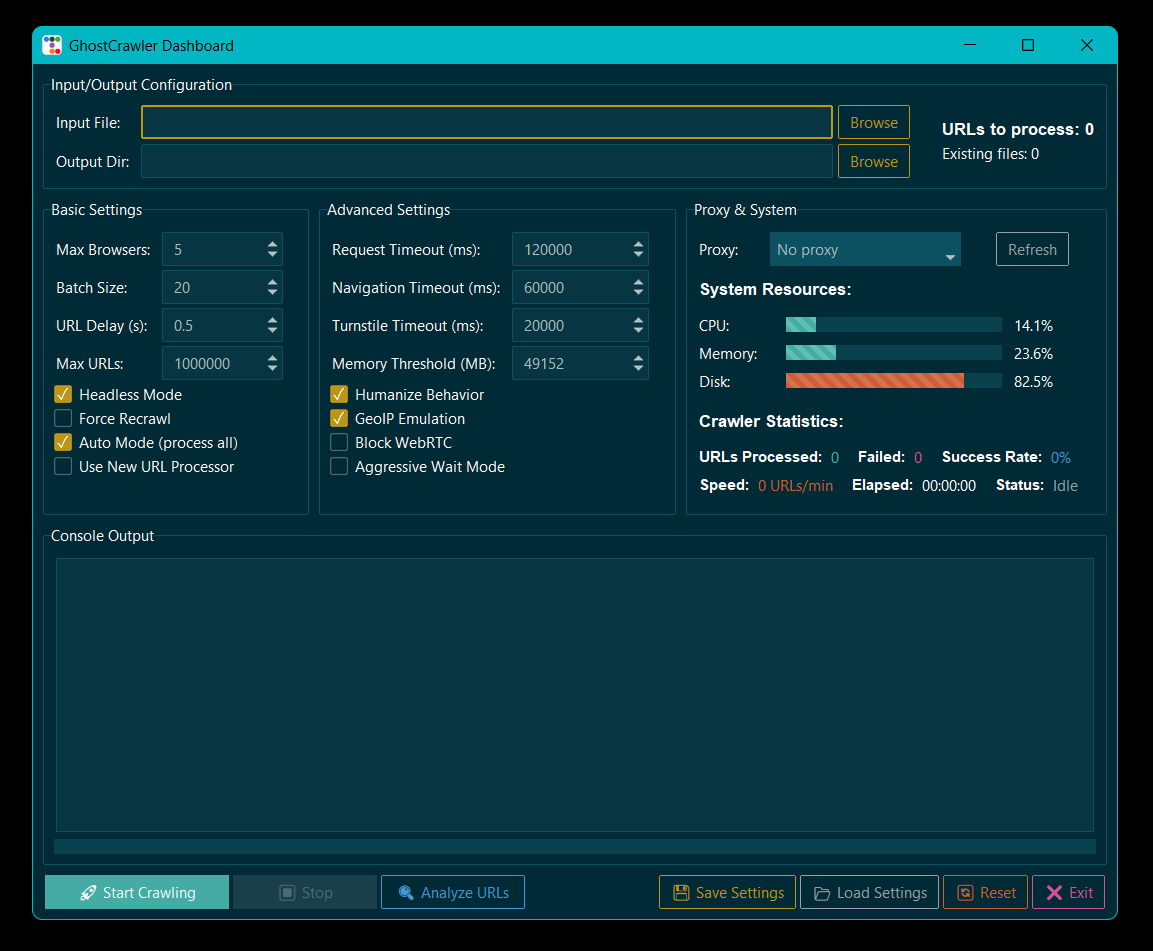 GhostCrawler Dashboard
Input/Output Configuration
Input File: Browse
URLs to process: 0
Output Dir: Browse
Existing files: 0
Basic Settings
Max Browsers: 5
Batch Size: 20
URL Delay (s): 0.5
Max URLs: 1000000
Headless Mode
Force Recrawl
Auto Mode (process all)
Use New URL Processor
Advanced Settings
Request Timeout (ms): 120000
Navigation Timeout (ms): 60000
Turnstile Timeout (ms): 20000
Memory Threshold (MB): 49152
Humanize Behavior
GeoIP Emulation
Block WebRTC
Aggressive Wait Mode
Proxy & System
Proxy: No proxy Refresh
System Resources:
CPU: 14.1%
Memory: 23.6%
Disk: 82.5%
Crawler Statistics:
URLs Processed: 0 Failed: 0 Success Rate: 0%
Speed: 0 URLs/min Elapsed: 00:00:00 Status: Idle
Console Output
Start Crawling Stop Analyze URLs Save Settings Load Settings Reset Exit